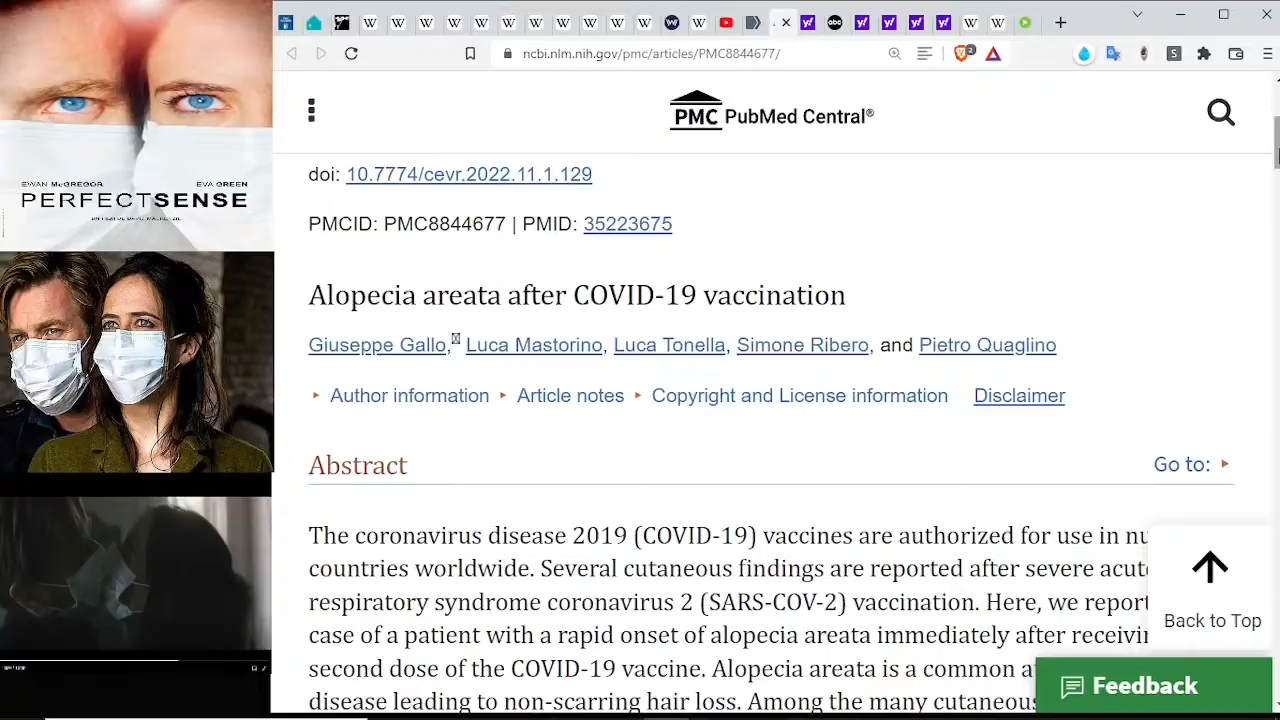 EWAN McGREGOR EVA GREEN
PERFECTSENSE
ncbi.nlm.nih.gov/pmc/articles/PMC8844677/
PMC PubMed Central®
doi: 10.7774/cevr.2022.11.1.129
PMCID: PMC8844677 | PMID: 35223675
Alopecia areata after COVID-19 vaccination
Giuseppe Gallo, Luca Mastorino, Luca Tonella, Simone Ribero, and Pietro Quaglino
Author information Article notes Copyright and License information Disclaimer
Abstract
Go to:
The coronavirus disease 2019 (COVID-19) vaccines are authorized for use in nu
countries worldwide. Several cutaneous findings are reported after severe acut
respiratory syndrome coronavirus 2 (SARS-COV-2) vaccination. Here, we report
case of a patient with a rapid onset of alopecia areata immediately after receivin
second dose of the COVID-19 vaccine. Alopecia areata is a common a
disease leading to non-scarring hair loss. Among the many cutaneous
Back to Top
Feedback